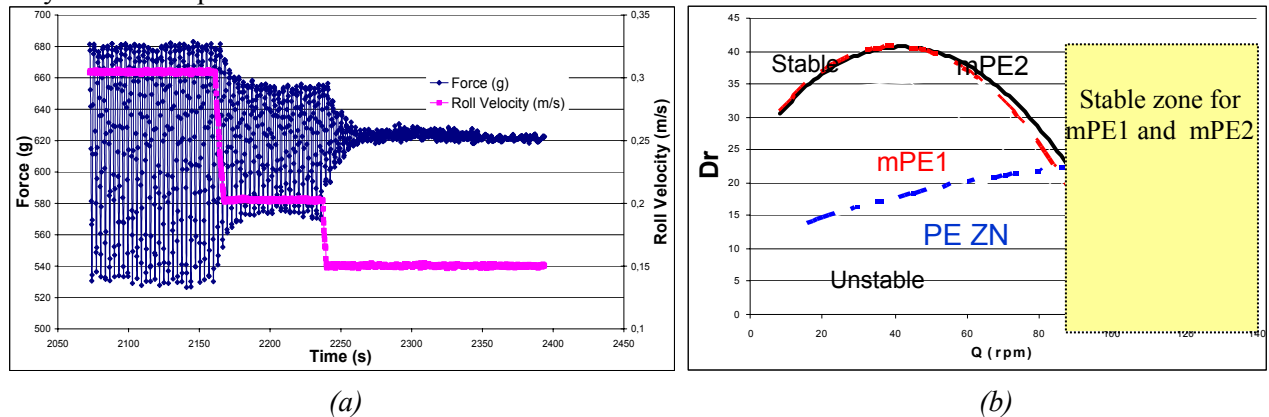 700
680
660
640
620
600
580
560
540
520
500
Force (g)
2050 2100 2150 2200 2250 2300 2350 2400 2450
Time (s)
0,35
0,3
0,25
0,2
0,15
0,1
Roll Velocity (m/s)
Force (g)
Roll Velocity (m/s)
(a)
45
40
35
30
25
20
15
10
5
0
Dr
0 20 40 60 80 100 120 140
Q (rpm)
Stable
mPE2
mPE1
PE ZN
Unstable
Stable zone for
mPE1 and mPE2
(b)